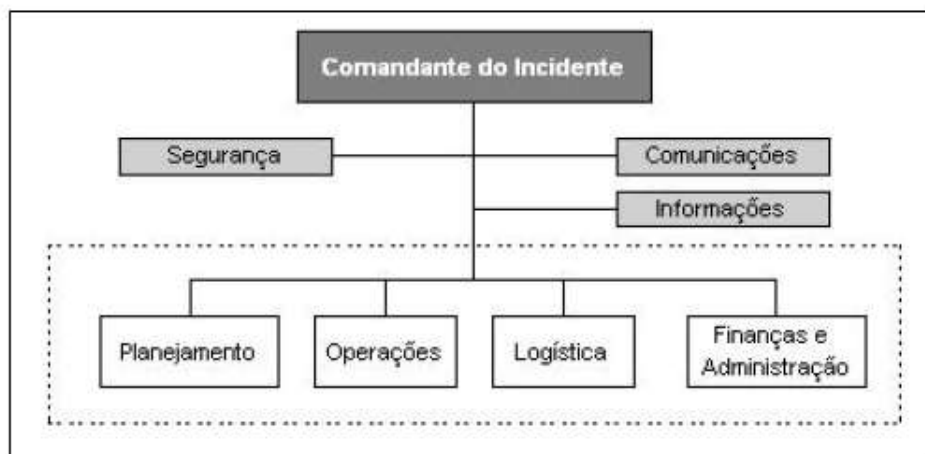 Comandante do Incidente
Segurança
Comunicações
Informações
Planejamento
Operações
Logística
Finanças e
Administração